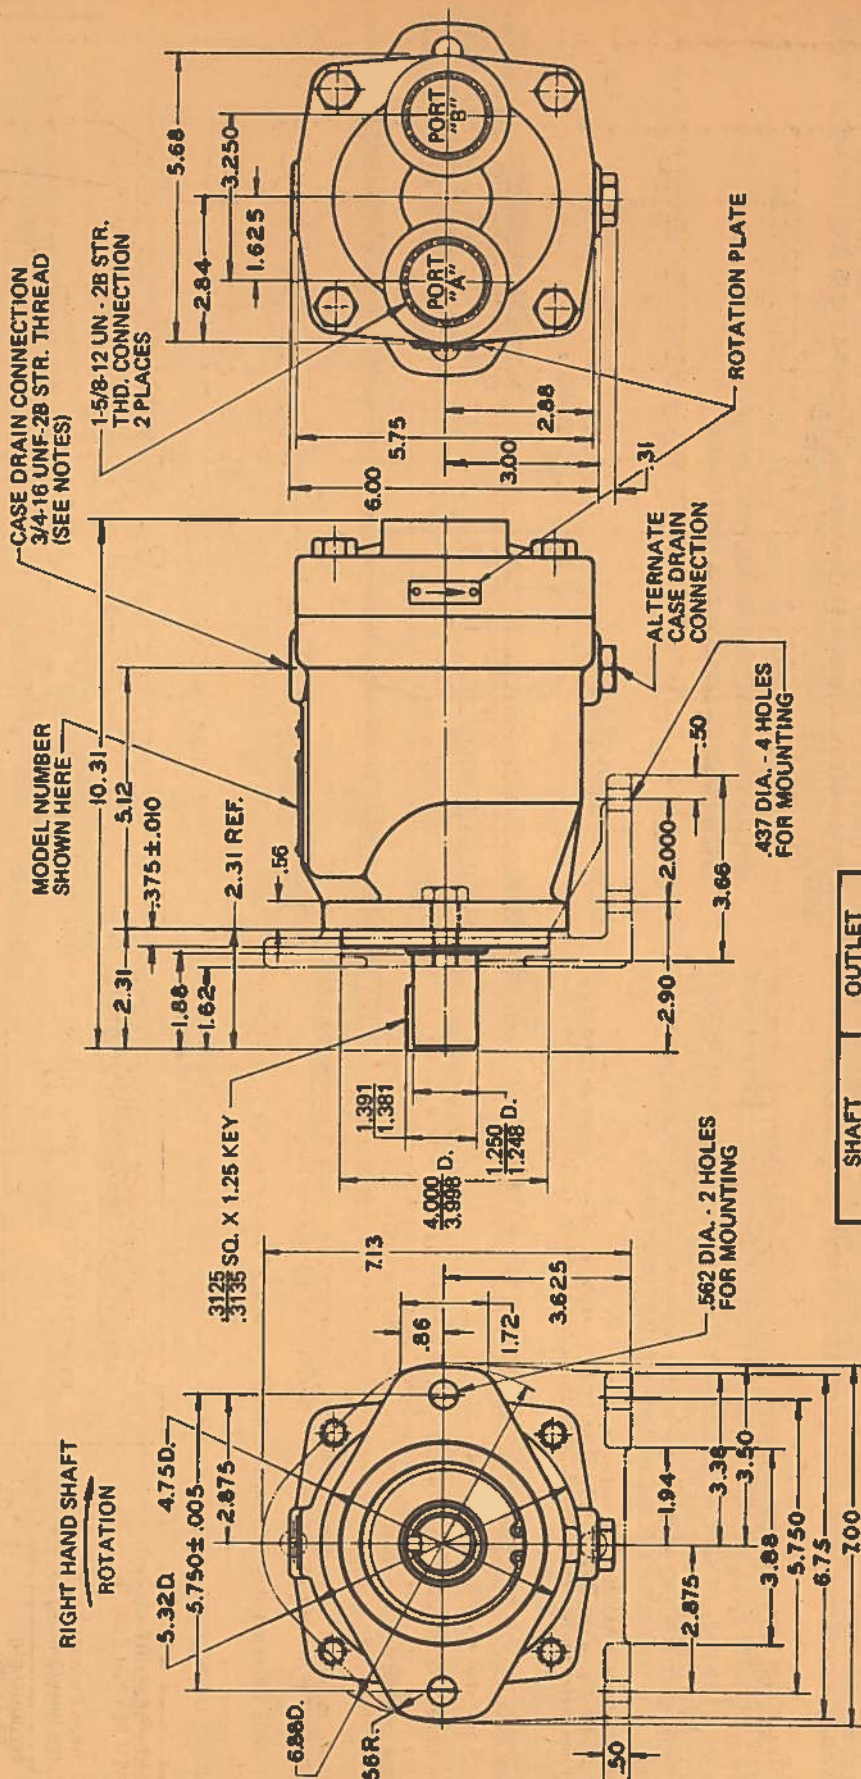 5.68
3.250
2.84
1.625
PORT
"B"
PORT
"A"
CASE DRAIN CONNECTION
3/4-16 UNF-2B STR. THREAD
(SEE NOTES)
1-5/8-12 UN - 2B STR.
THD. CONNECTION
2 PLACES
ROTATION PLATE
6.00
5.75
3.00
2.88
.31
MODEL NUMBER
SHOWN HERE
10.31
5.12
.375±.010
2.31
2.31 REF.
1.88
1.62
.56
ALTERNATE
CASE DRAIN
CONNECTION
.50
2.000
3.66
2.90
.437 DIA. - 4 HOLES
FOR MOUNTING
.3125
.3135 SQ. X 1.25 KEY
1.391
1.381
1.250
1.248 D.
4.000
3.998 D.
RIGHT HAND SHAFT
ROTATION
7.13
.86
1.72
3.625
.562 DIA. - 2 HOLES
FOR MOUNTING
5.32D.
4.75D.
5.750±.005
2.875
6.88D.
.50
1.94
3.38
3.50
2.875
3.88
5.750
6.75
7.00
SHAFT
OUTLET